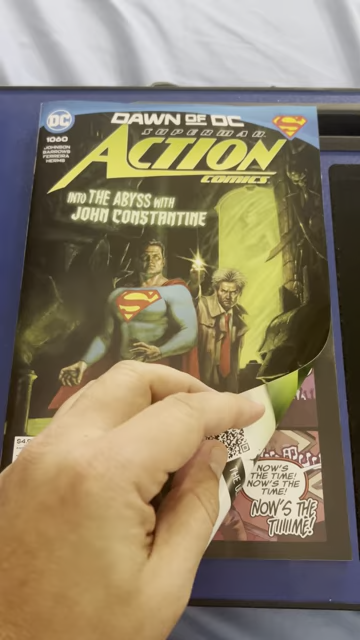 DC
DAWN OF DC
1060
SUPERMAN
ACTION
COMICS
JOHNSON
BARROWS
FERREIRA
HERMS
INTO THE ABYSS WITH
JOHN CONSTANTINE
NOW'S
THE TIME!
NOW'S THE
TIME!
NOW'S THE
TIIIIME!